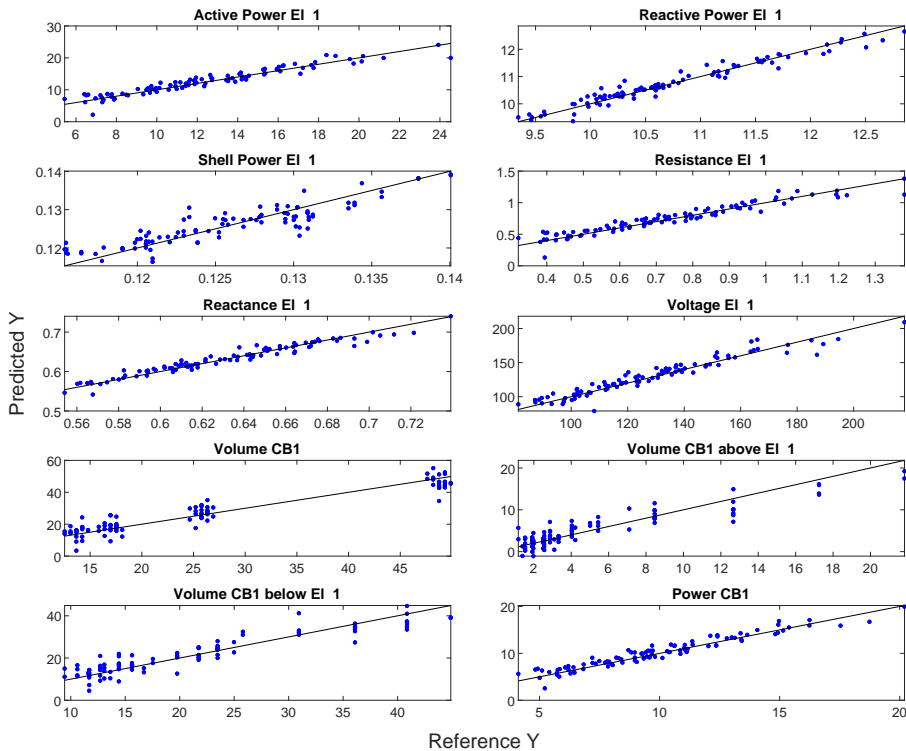 Active Power El 1
30
20
10
0
6 8 10 12 14 16 18 20 22 24
Reactive Power El 1
12
11
10
9.5 10 10.5 11 11.5 12 12.5
Shell Power El 1
0.14
0.13
0.12
0.12 0.125 0.13 0.135 0.14
Resistance El 1
1.5
1
0.5
0
0.4 0.5 0.6 0.7 0.8 0.9 1 1.1 1.2 1.3
Reactance El 1
0.7
0.6
0.5
0.56 0.58 0.6 0.62 0.64 0.66 0.68 0.7 0.72
Voltage El 1
200
150
100
100 120 140 160 180 200
Volume CB1
60
40
20
0
15 20 25 30 35 40 45
Volume CB1 above El 1
20
10
0
2 4 6 8 10 12 14 16 18 20
Volume CB1 below El 1
40
20
0
10 15 20 25 30 35 40
Power CB1
20
10
0
5 10 15 20
Predicted Y
Reference Y